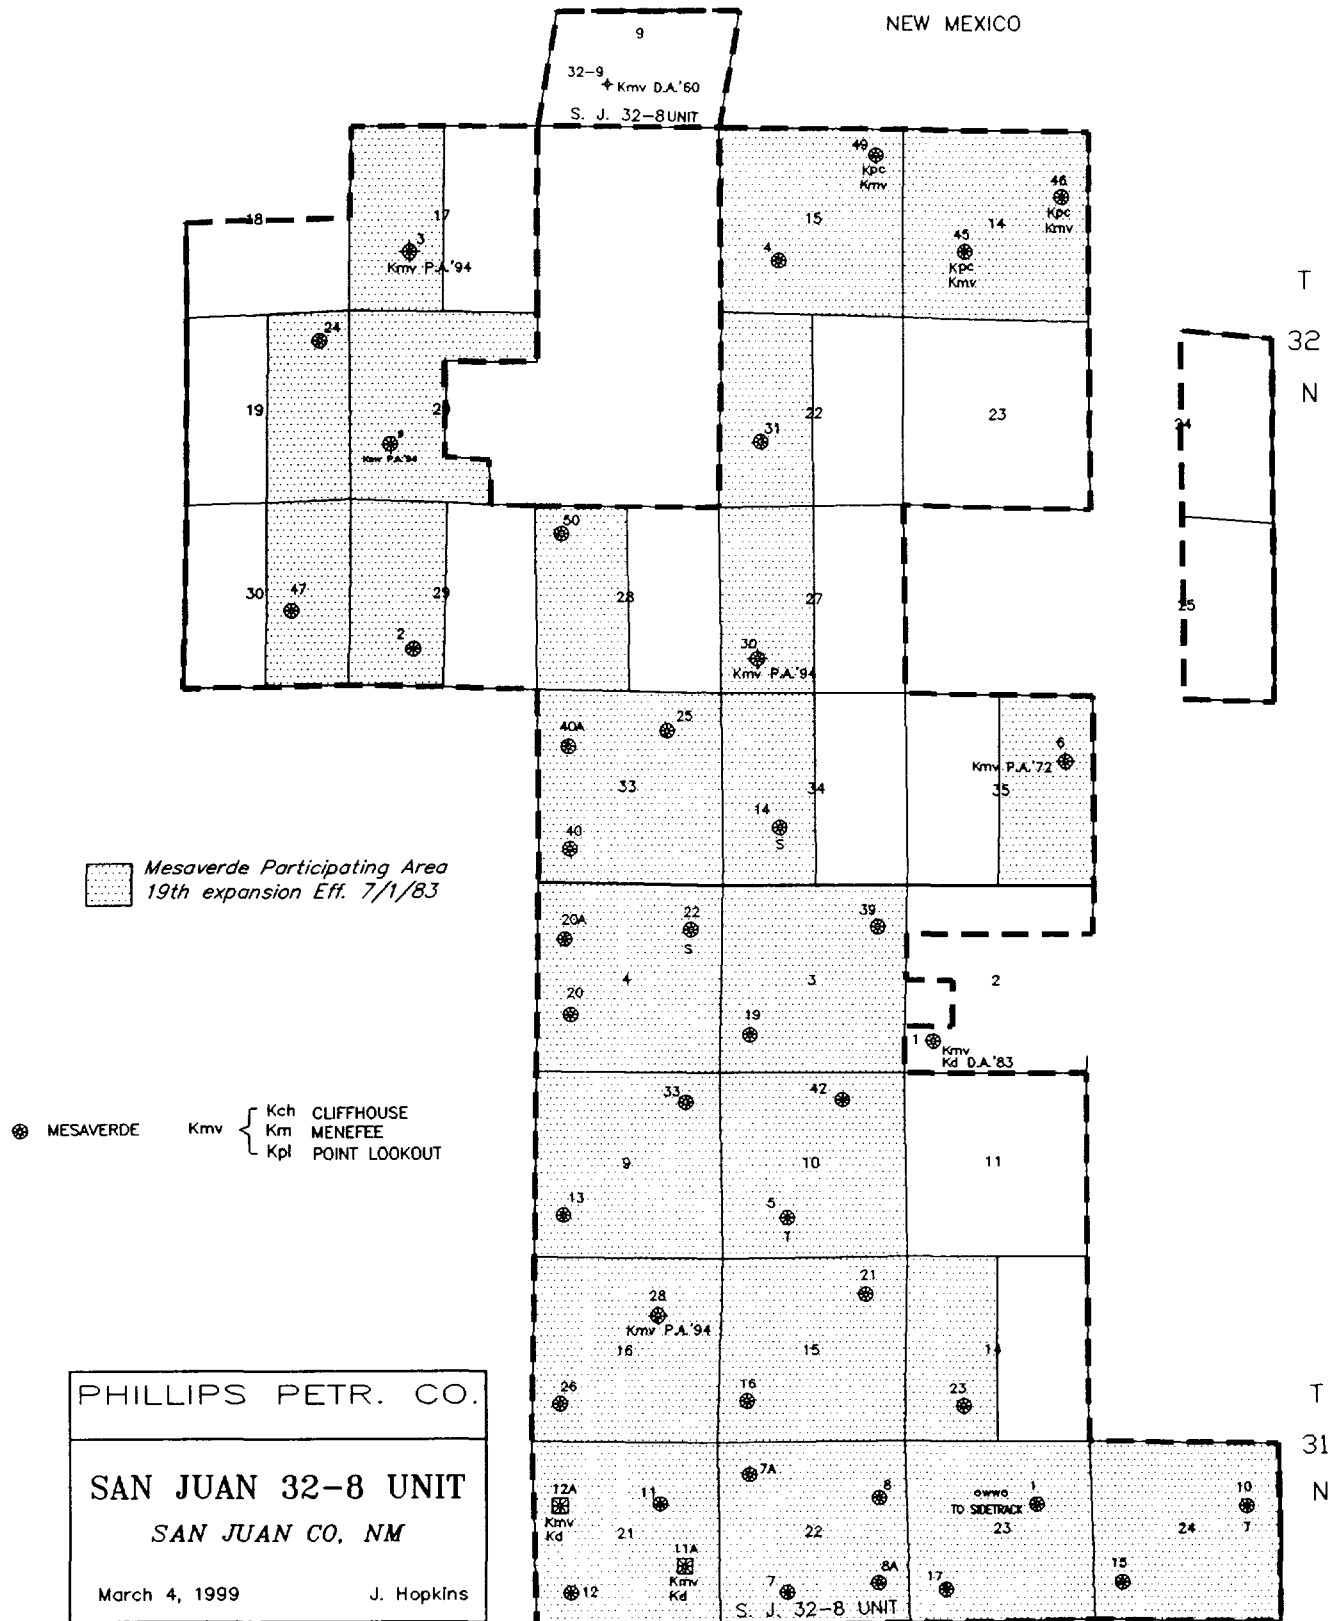 NEW MEXICO
9
32-9
Kmv D.A.'60
S. J. 32-8 UNIT
49
Kpc
Kmv
46
Kpc
Kmv
18
17
15
14
3
Kmv P.A.'94
4
45
Kpc
Kmv
T
32
N
24
19
20
Kmv P.A.'94
31
22
23
24
50
30
47
29
28
27
25
2
30
Kmv P.A.'94
40A
25
6
Kmv P.A.'72
33
34
35
14
S
40
Mesaverde Participating Area
19th expansion Eff. 7/1/83
20A
22
S
39
4
3
2
20
19
1
Kmv
Kd D.A.'83
33
42
MESAVERDE
Kmv
Kch CLIFFHOUSE
Km MENEFEE
Kpl POINT LOOKOUT
9
10
11
13
5
T
21
28
Kmv P.A.'94
16
15
14
26
16
23
T
31
N
PHILLIPS PETR. CO.
SAN JUAN 32-8 UNIT
SAN JUAN CO, NM
March 4, 1999
J. Hopkins
7A
12A
Kmv
Kd
11
8
OWWO
TO SIDETRACK
1
10
T
21
22
23
24
11A
Kmv
Kd
8A
15
12
7
17
S. J. 32-8 UNIT